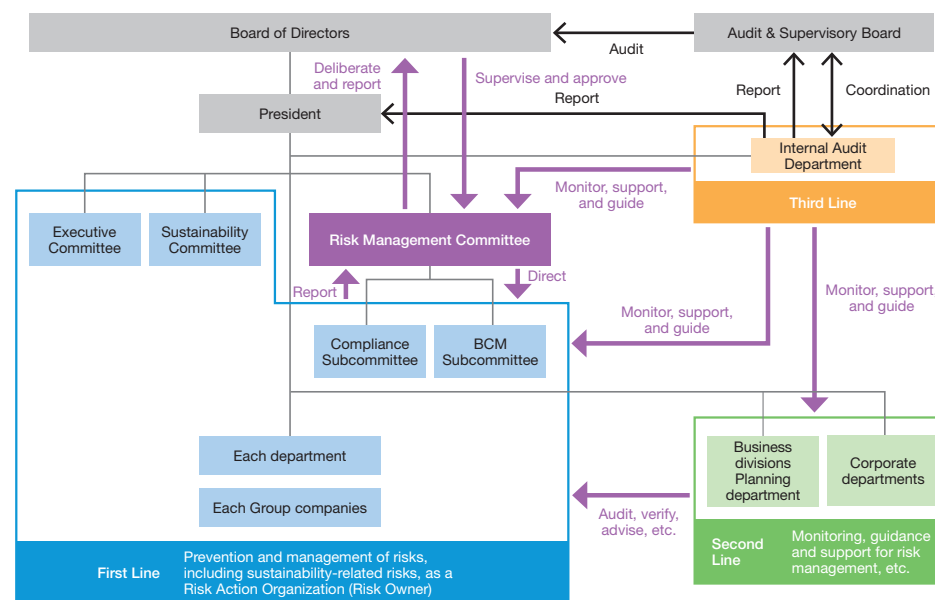 Board of Directors
Audit & Supervisory Board
Audit
Deliberate
and report
Supervise and approve
Report
Coordination
Report
President
Internal Audit
Department
Third Line
Monitor, support,
and guide
Executive
Committee
Sustainability
Committee
Risk Management Committee
Report
Direct
Monitor, support,
and guide
Monitor, support,
and guide
Compliance
Subcommittee
BCM
Subcommittee
Each department
Each Group companies
Business
divisions
Planning
department
Corporate
departments
Audit, verify,
advise, etc.
First Line
Prevention and management of risks,
including sustainability-related risks, as a
Risk Action Organization (Risk Owner)
Second
Line
Monitoring, guidance
and support for risk
management, etc.